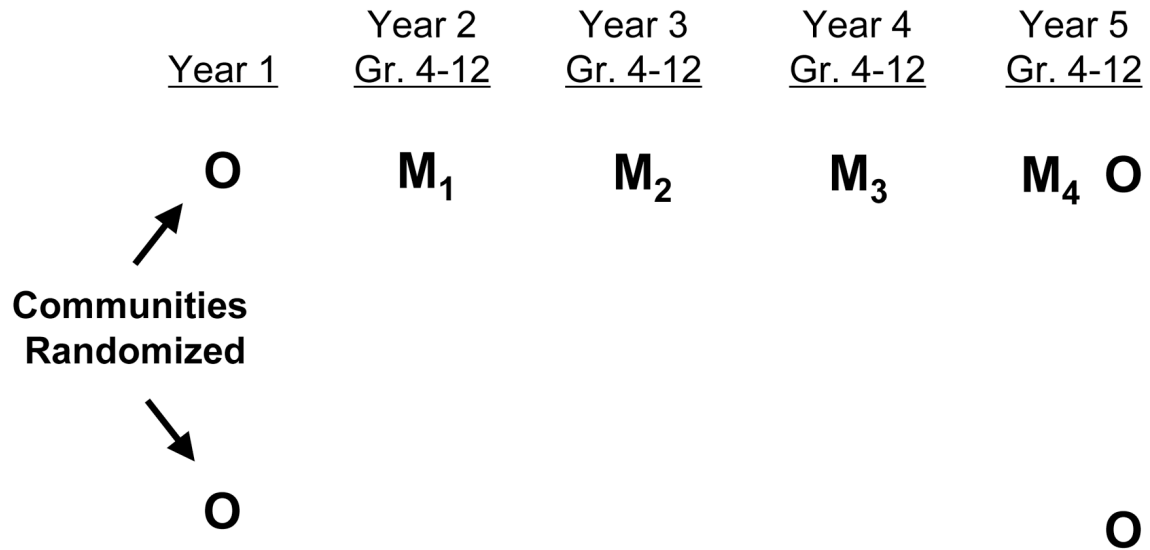 Year 2 Year 3 Year 4 Year 5
Year 1 Gr. 4-12 Gr. 4-12 Gr. 4-12 Gr. 4-12
O M₁ M₂ M₃ M₄ O
Communities
Randomized
O O